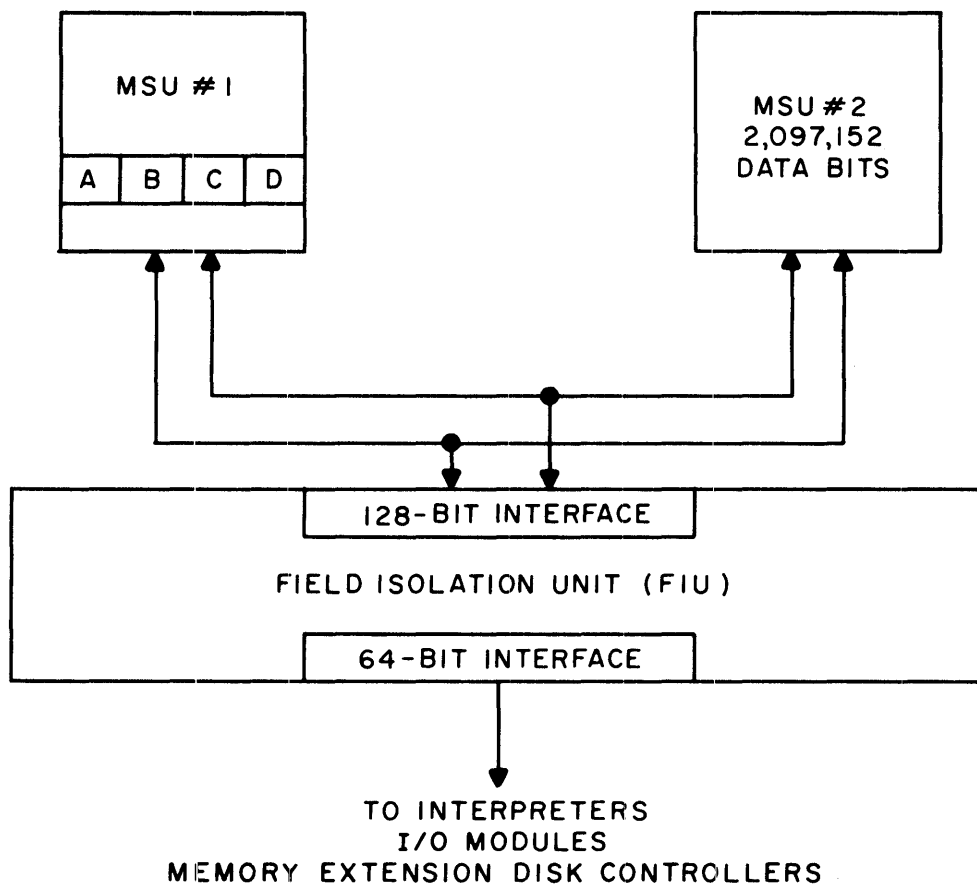 MSU #1
A B C D
MSU #2
2,097,152
DATA BITS
128-BIT INTERFACE
FIELD ISOLATION UNIT (FIU)
64-BIT INTERFACE
TO INTERPRETERS
I/O MODULES
MEMORY EXTENSION DISK CONTROLLERS